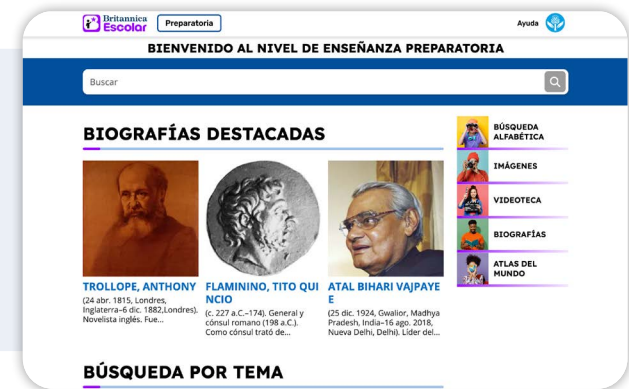 Britannica
Escolar
Preparatoria
Ayuda
BIENVENIDO AL NIVEL DE ENSEÑANZA PREPARATORIA
Buscar
BIOGRAFÍAS DESTACADAS
TROLLOPE, ANTHONY
(24 abr. 1815, Londres,
Inglaterra–6 dic. 1882,Londres).
Novelista inglés. Fue...
FLAMININO, TITO QUI
NCIO
(c. 227 a.C.–174). General y
cónsul romano (198 a.C.).
Como cónsul trató de...
ATAL BIHARI VAJPAYE
E
(25 dic. 1924, Gwalior, Madhya
Pradesh, India–16 ago. 2018,
Nueva Delhi, Delhi). Líder del...
BÚSQUEDA
ALFABÉTICA
IMÁGENES
VIDEOTECA
BIOGRAFÍAS
ATLAS DEL
MUNDO
BÚSQUEDA POR TEMA